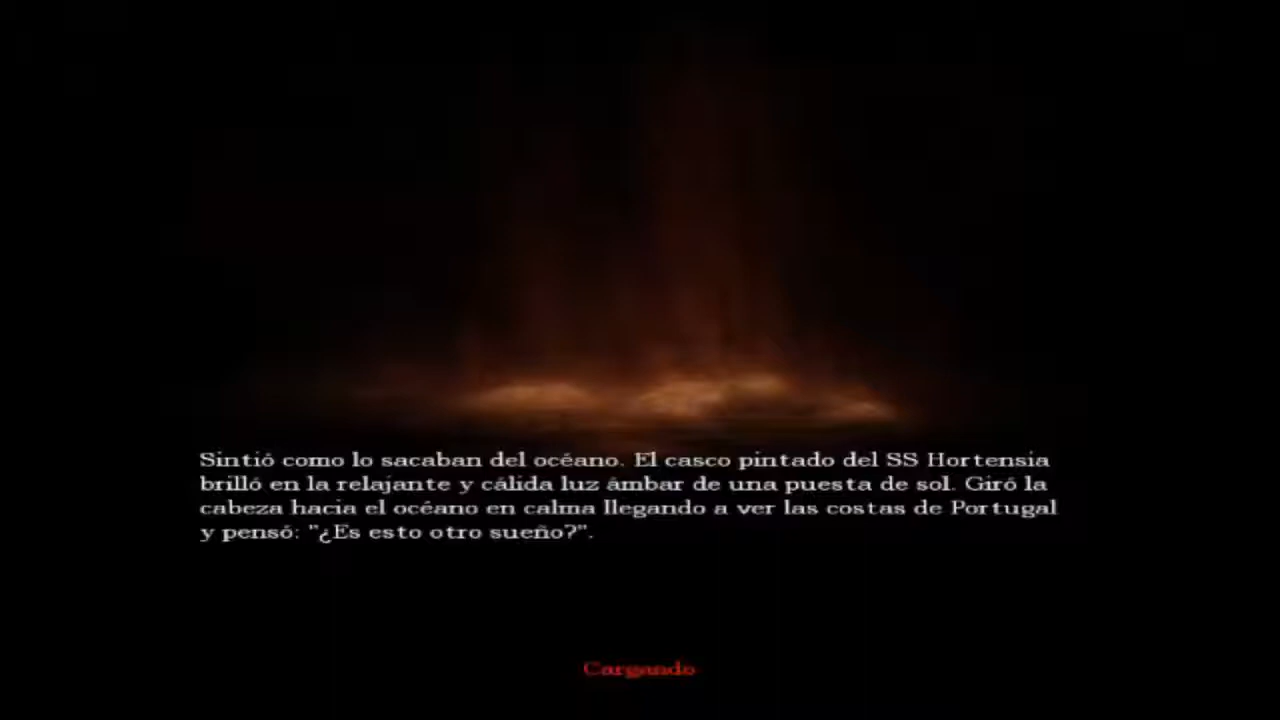 Sintió como lo sacaban del océano. El casco pintado del SS Hortensia
brilló en la relajante y cálida luz ámbar de una puesta de sol. Giró la
cabeza hacia el océano en calma llegando a ver las costas de Portugal
y pensó: "¿Es esto otro sueño?".
Cargando